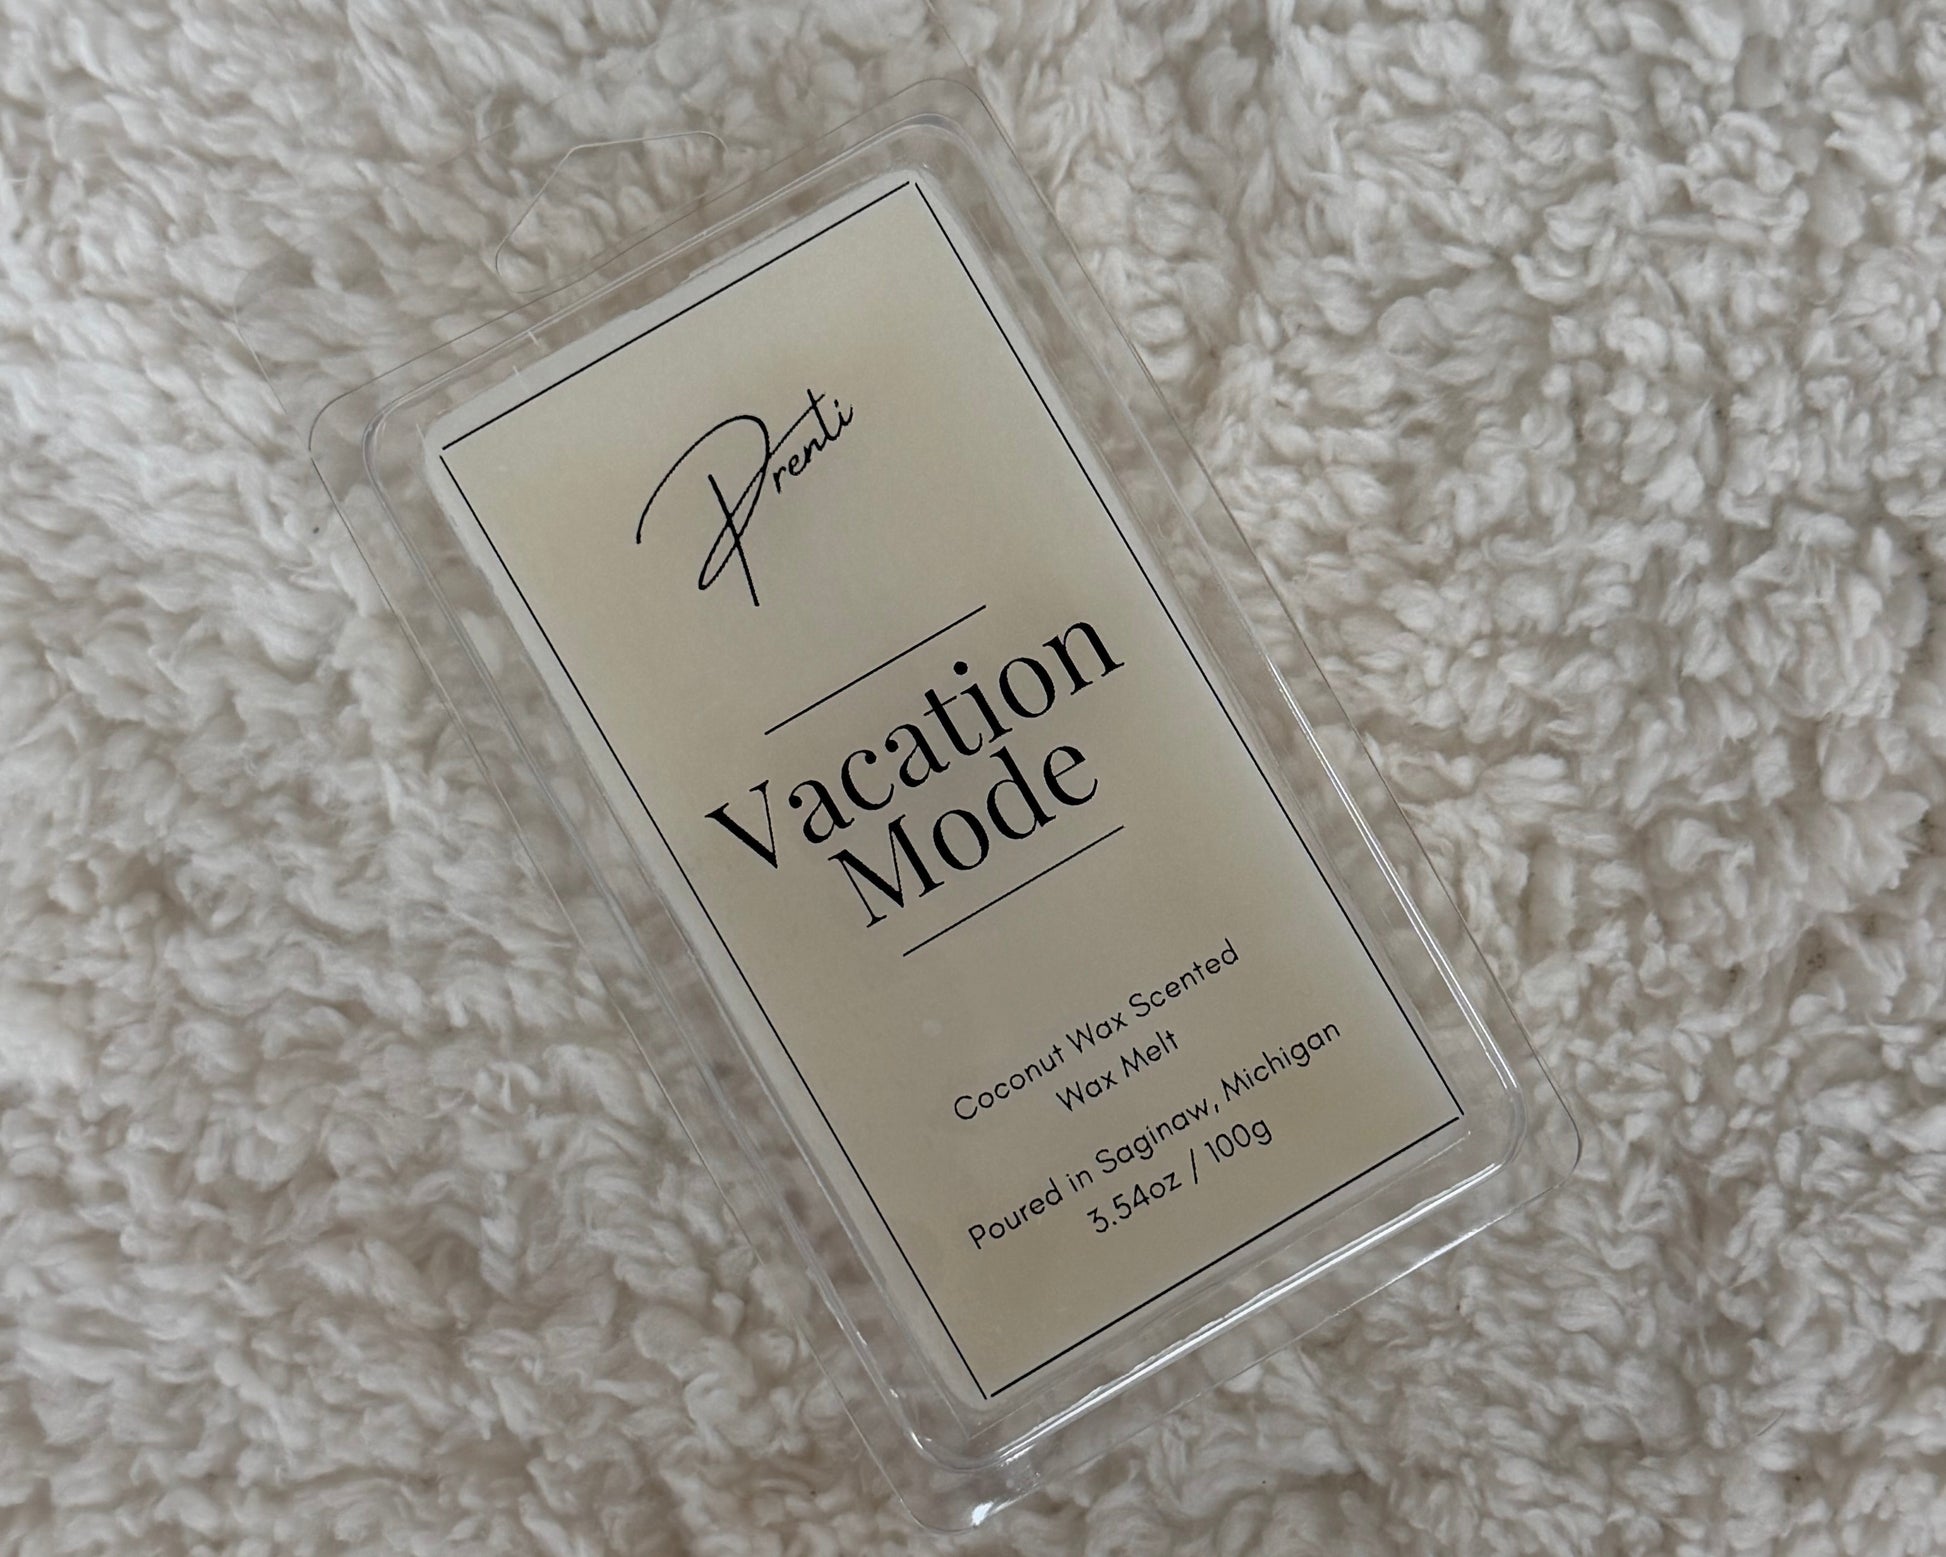 Prenti
Vacation
Mode
Coconut Wax Scented
Wax Melt
Poured in Saginaw, Michigan
3.54oz / 100g